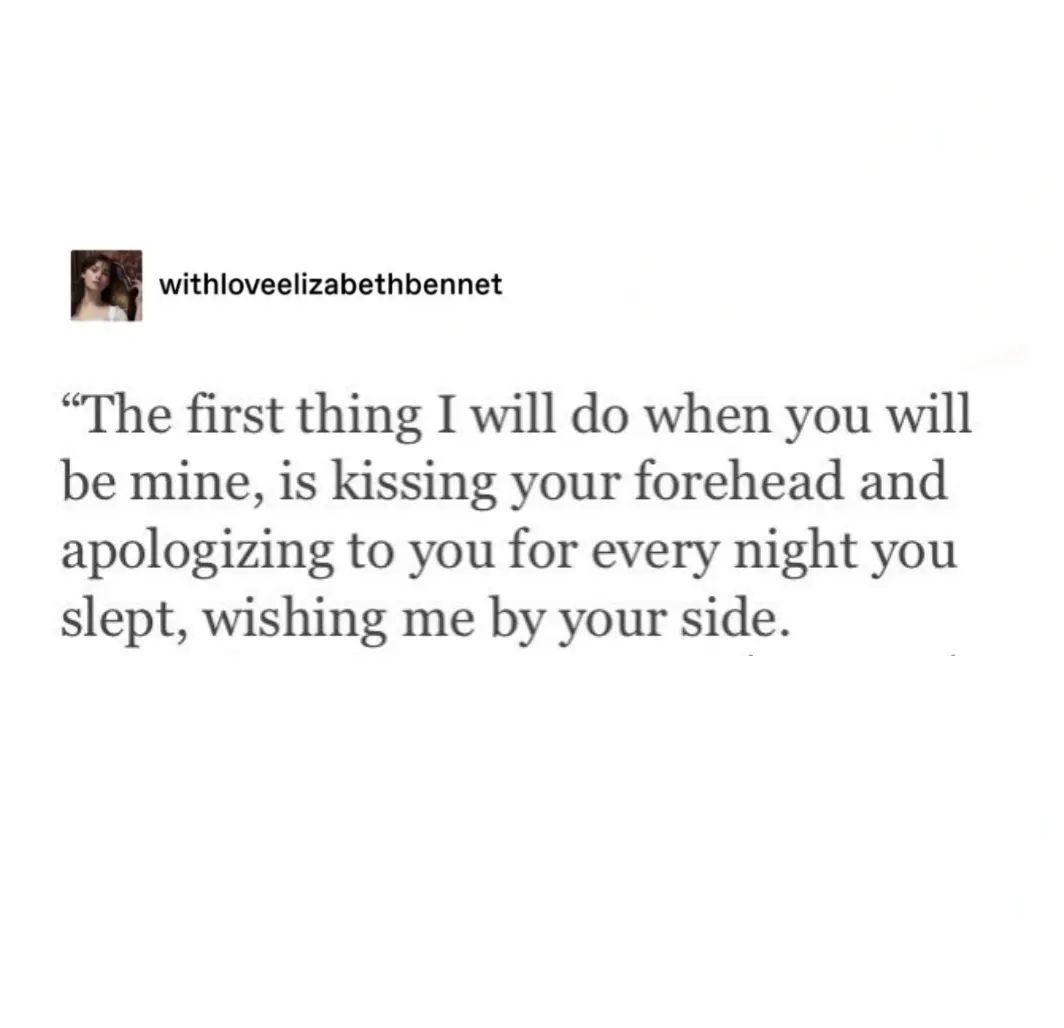 withloveelizabethbennet
“The first thing I will do when you will
be mine, is kissing your forehead and
apologizing to you for every night you
slept, wishing me by your side.